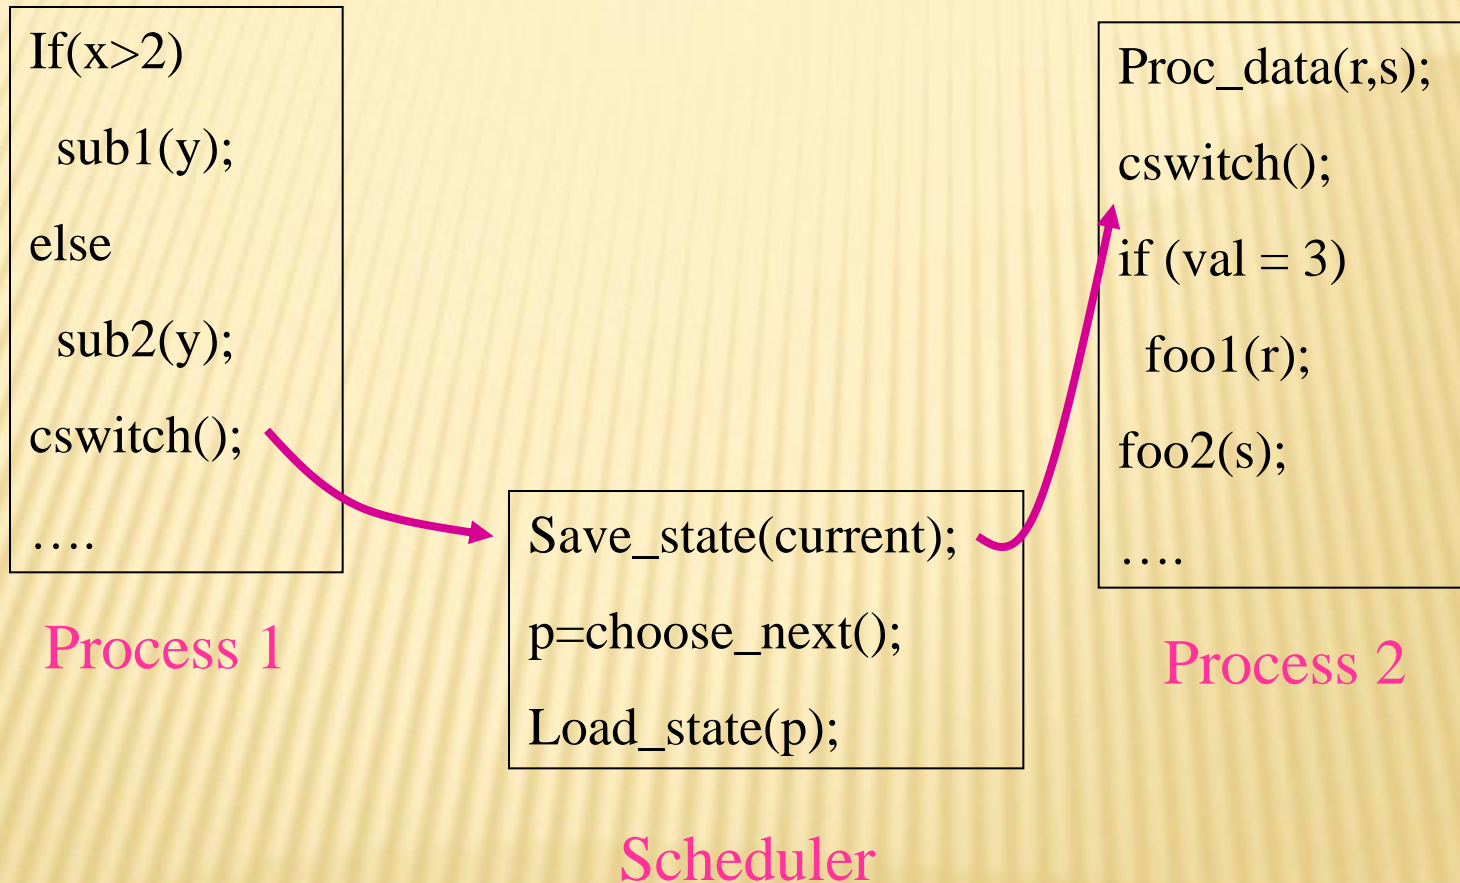 If(x>2)
sub1(y);
else
sub2(y);
cswitch();
….
Process 1
Save_state(current);
p=choose_next();
Load_state(p);
Scheduler
Proc_data(r,s);
cswitch();
if (val = 3)
foo1(r);
foo2(s);
….
Process 2